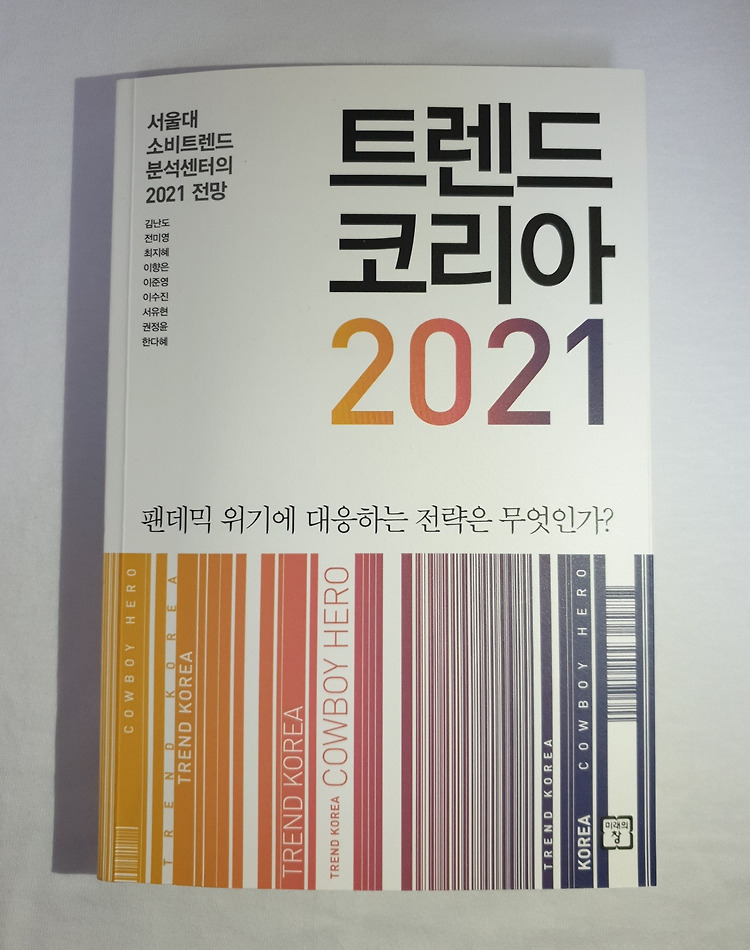 서울대
소비트렌드
분석센터의
2021 전망
김난도
전미영
최지혜
이향은
이준영
이수진
서유현
권정윤
한다혜
트렌드
코리아
2021
팬데믹 위기에 대응하는 전략은 무엇인가?
COWBOY HERO
TREND KOREA
TREND KOREA
TREND KOREA
TREND KOREA
COWBOY HERO
TREND KOREA
KOREA
COWBOY HERO
미래의
창